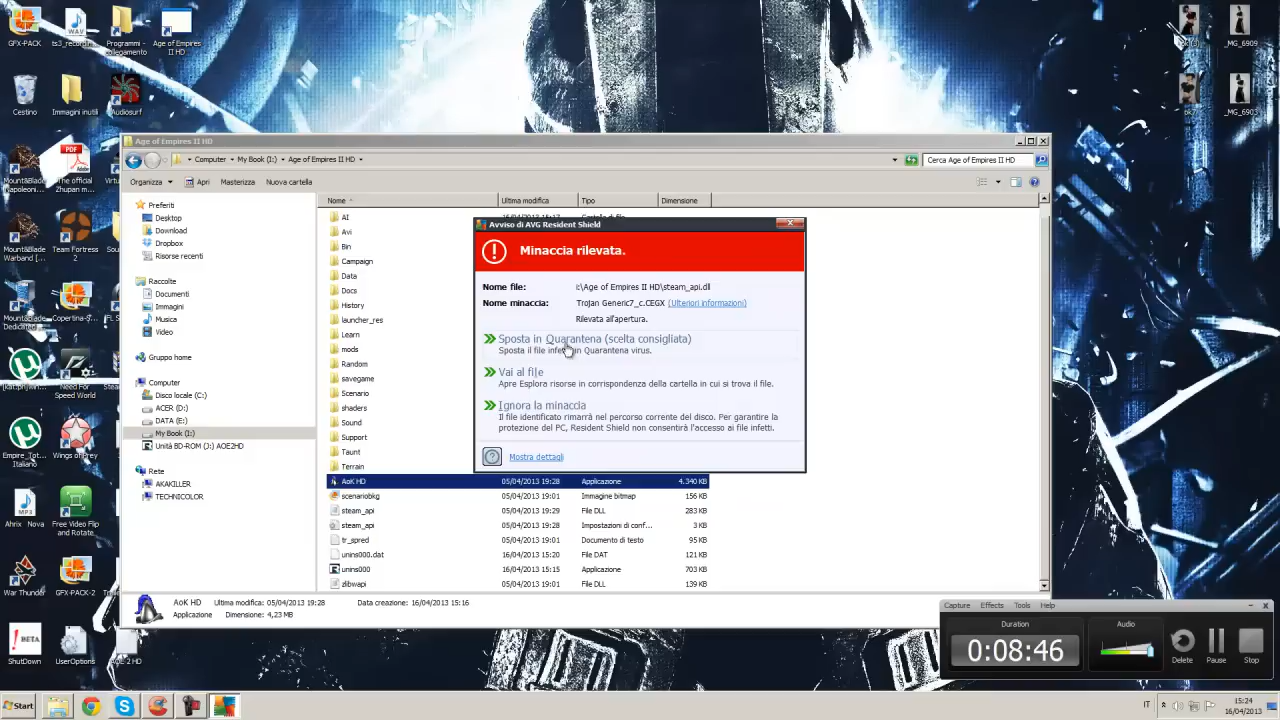 GFX-PACK
ts3_recordi...
Programmi - collegamento
Age of Empires II HD
_MG_6909
Cestino
Immagini inutili
Audiosurf
_MG_6903
Age of Empires II HD
Computer My Book (I:) Age of Empires II HD
Cerca Age of Empires II HD
Organizza Apri Masterizza Nuova cartella
Nome Ultima modifica Tipo Dimensione
Preferiti
Desktop
Download
Dropbox
Risorse recenti
Raccolte
Documenti
Immagini
Musica
Video
Gruppo home
Computer
Disco locale (C:)
ACER (D:)
DATA (E:)
My Book (I:)
Unità BD-ROM (J:) AOE2HD
Rete
AKAKILLER
TECHNICOLOR
AI
Avi
Bin
Campaign
Data
Docs
History
launcher_res
Learn
mods
Random
savegame
Scenario
shaders
Sound
Support
Taunt
Terrain
AoK HD 05/04/2013 19:28 Applicazione 4.340 KB
scenariobkg 05/04/2013 19:01 Immagine bitmap 156 KB
steam_api 05/04/2013 19:29 File DLL 283 KB
steam_api 05/04/2013 19:28 Impostazioni di conf... 3 KB
tr_spred 05/04/2013 19:01 Documento di testo 95 KB
unins000.dat 16/04/2013 15:20 File DAT 121 KB
unins000 16/04/2013 15:15 Applicazione 703 KB
zlibwapi 05/04/2013 19:01 File DLL 139 KB
AoK HD Ultima modifica: 05/04/2013 19:28 Data creazione: 16/04/2013 15:16
Applicazione Dimensione: 4,23 MB
Avviso di AVG Resident Shield
Minaccia rilevata.
Nome file: i:\Age of Empires II HD\steam_api.dll
Nome minaccia: Trojan Generic7_c.CEGX (Ulteriori informazioni)
Rilevata all'apertura.
Sposta in Quarantena (scelta consigliata)
Sposta il file infetto in Quarantena virus.
Vai al file
Apre Esplora risorse in corrispondenza della cartella in cui si trova il file.
Ignora la minaccia
Il file identificato rimarrà nel percorso corrente del disco. Per garantire la
protezione del PC, Resident Shield non consentirà l'accesso ai file infetti.
Mostra dettagli
The official Zhupan m...
Team Fortress 2
Need For Speed World
Wings of Prey
Ahrix Nova
Free Video Flip and Rotate
War Thunder
GFX-PACK-2
ShutDown
UserOptions
AOE 2 HD
Capture Effects Tools Help
Duration
0:08:46
Audio
Delete
Pause
Stop
Start
IT
15:24
16/04/2013